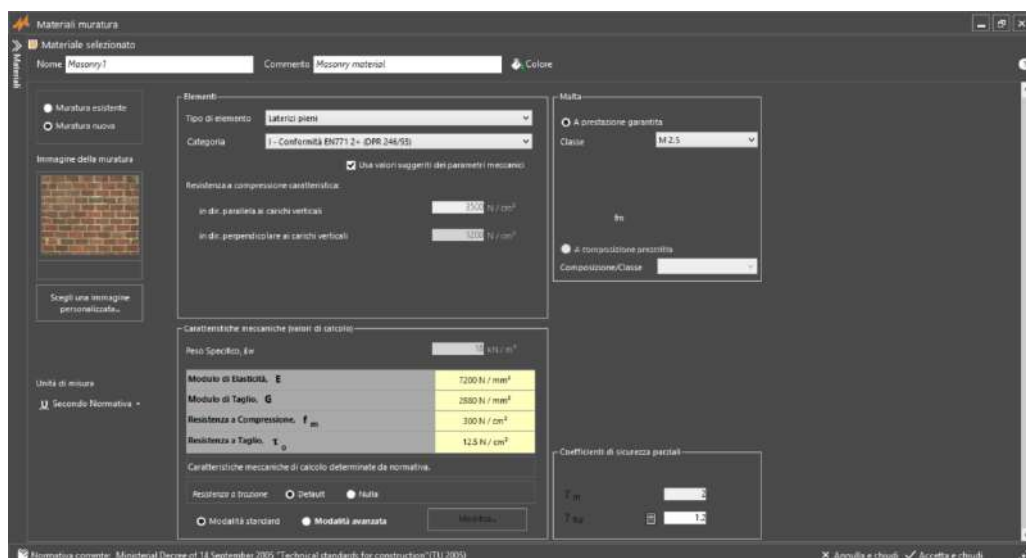 Materiali muratura
Materiali
Materiale selezionato
Nome Masonry1 Commento Masonry material Colore
Muratura esistente
Muratura nuova
Immagine della muratura
Scegli una immagine
personalizzata...
Unità di misura
U Secondo Normativa
Elementi
Tipo di elemento Laterizi pieni
Categoria I - Conformità EN771 2+ (DPR 246/93)
Usa valori suggeriti dei parametri meccanici
Resistenza a compressione caratteristica:
in dir. parallela ai carichi verticali N / cm²
in dir. perpendicolare ai carichi verticali N / cm²
Malta
A prestazione garantita
Classe M 2.5
fm
A composizione prescritta
Composizione/Classe
Caratteristiche meccaniche (valori di calcolo)
Peso Specifico, kN / m³
Modulo di Elasticità, E 7200 N / mm²
Modulo di Taglio, G 2880 N / mm²
Resistenza a Compressione, f m 300 N / cm²
Resistenza a Taglio, τ o 12.5 N / cm²
Caratteristiche meccaniche di calcolo determinate da normativa.
Resistenza a trazione Default Nulla
Modalità standard Modalità avanzata
Coefficienti di sicurezza parziali
2
Normativa corrente: Ministerial Decree of 14 September 2005 "Technical standards for construction" (TU 2005) Annulla e chiudi Accetta e chiudi